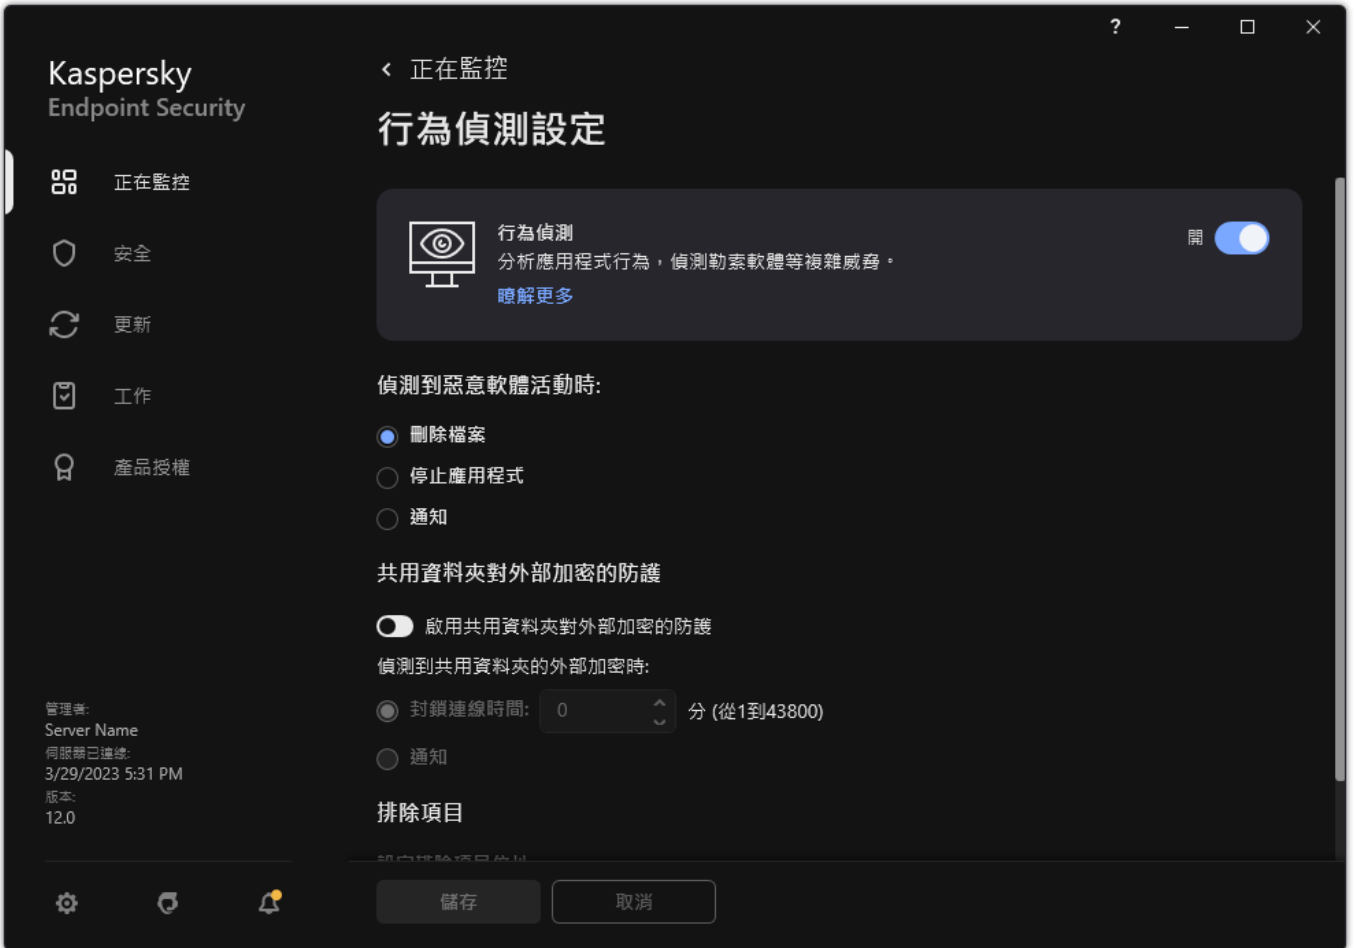 ?
Kaspersky
Endpoint Security
正在監控
安全
更新
工作
產品授權
管理者:
Server Name
伺服器已連線:
3/29/2023 5:31 PM
版本:
12.0
正在監控
行為偵測設定
行為偵測
分析應用程式行為，偵測勒索軟體等複雜威脅。
瞭解更多
開
偵測到惡意軟體活動時:
刪除檔案
停止應用程式
通知
共用資料夾對外部加密的防護
啟用共用資料夾對外部加密的防護
偵測到共用資料夾的外部加密時:
封鎖連線時間: 0 分 (從1到43800)
通知
排除項目
設定排除項目位址
儲存
取消